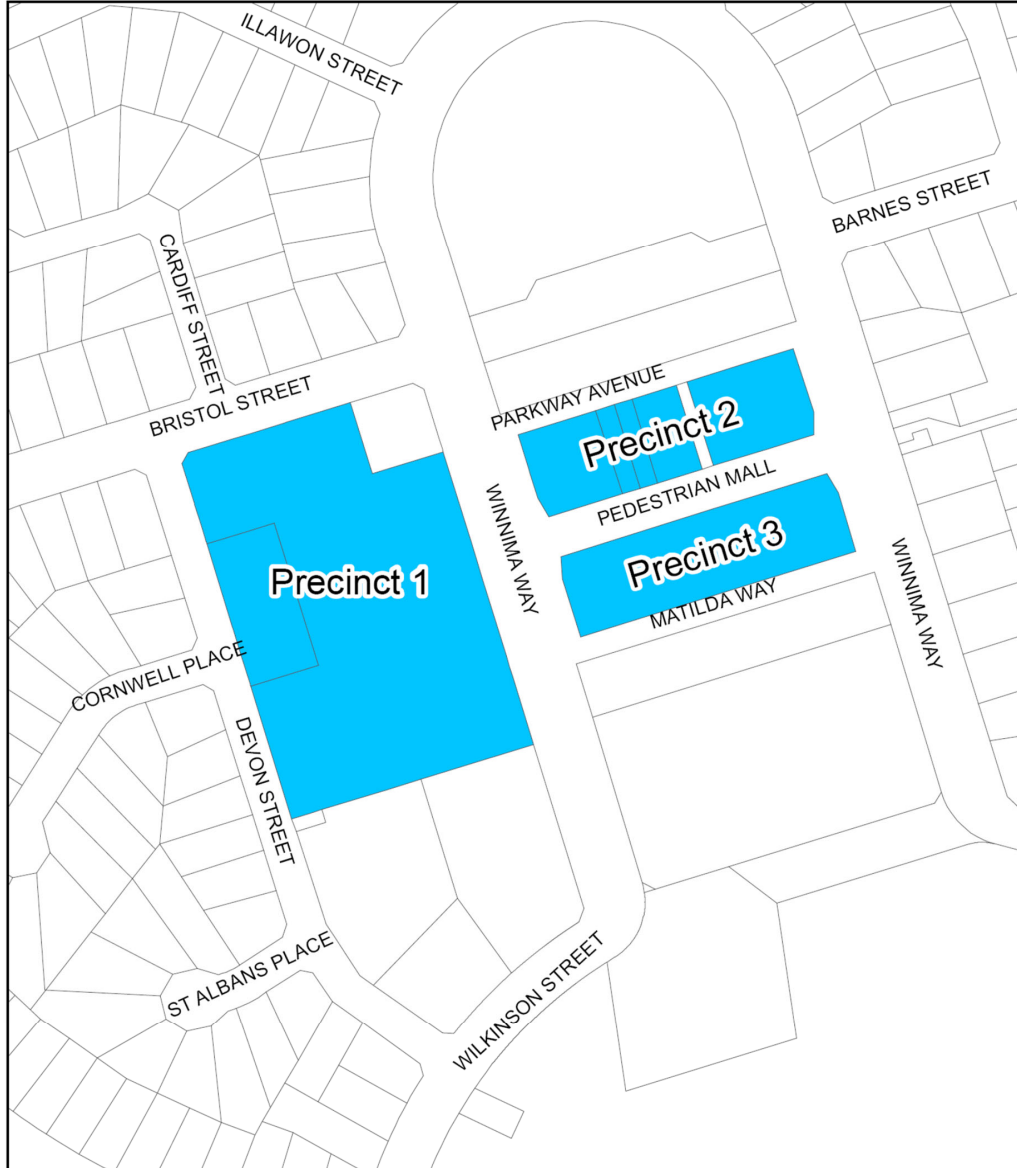 ILLAWON STREET
BARNES STREET
CARDIFF STREET
BRISTOL STREET
PARKWAY AVENUE
Precinct 2
PEDESTRIAN MALL
WINNIMA WAY
Precinct 3
Precinct 1
MATILDA WAY
WINNIMA WAY
CORNWELL PLACE
DEVON STREET
ST ALBANS PLACE
WILKINSON STREET